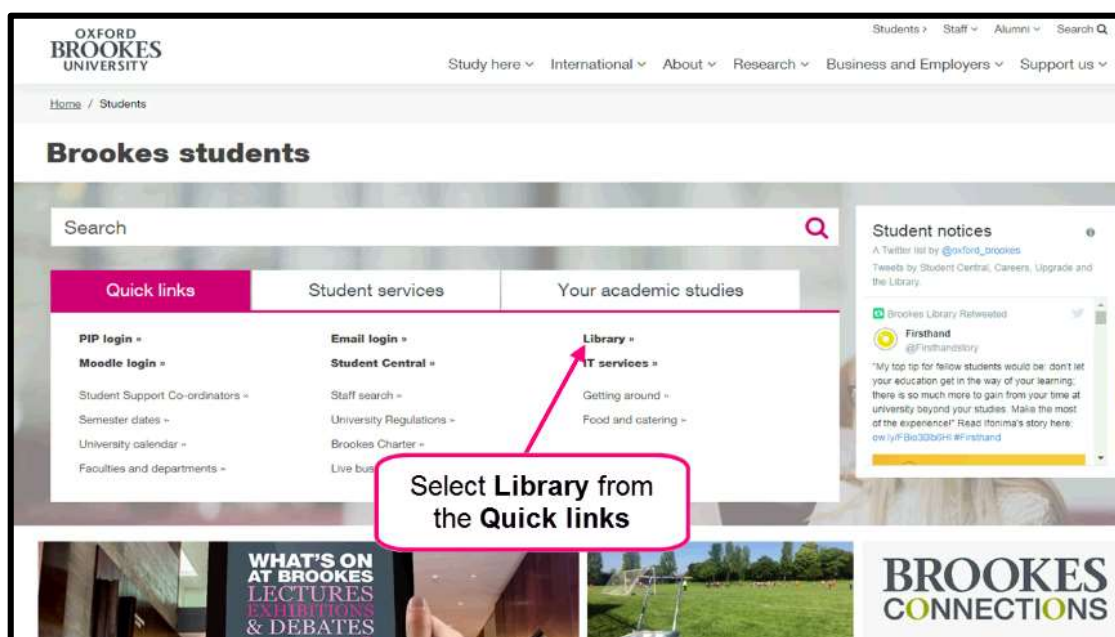 OXFORD
BROOKES
UNIVERSITY
Students › Staff Alumni Search
Study here International About Research Business and Employers Support us
Home / Students
Brookes students
Search
Quick links Student services Your academic studies
PIP login » Email login » Library »
Moodle login » Student Central » IT services »
Student Support Co-ordinators » Staff search » Getting around »
Semester dates » University Regulations » Food and catering »
University calendar » Brookes Charter »
Faculties and departments » Live bus
Select Library from
the Quick links
Student notices
A Twitter list by @oxford_brookes
Tweets by Student Central, Careers, Upgrade and
the Library.
Brookes Library Retweeted
Firsthand
@Firsthandstory
"My top tip for fellow students would be: don't let
your education get in the way of your learning;
there is so much more to gain from your time at
university beyond your studies. Make the most
of the experience!" Read Ifonima's story here:
#Firsthand
WHAT'S ON
AT BROOKES
LECTURES
EXHIBITIONS
& DEBATES
BROOKES
CONNECTIONS